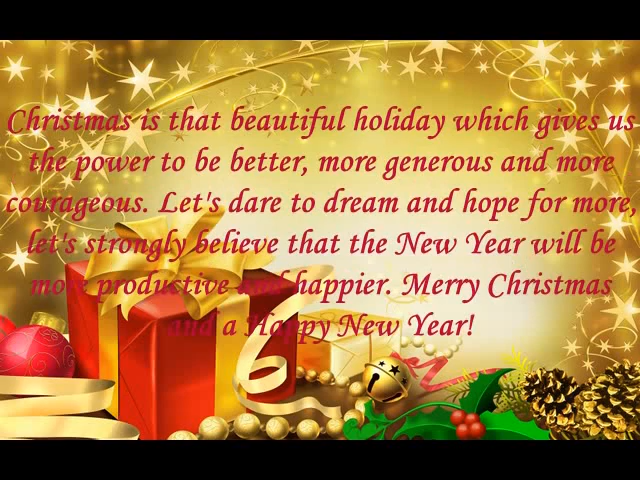 Christmas is that beautiful holiday which gives us
the power to be better, more generous and more
courageous. Let's dare to dream and hope for more,
let's strongly believe that the New Year will be
more productive and happier. Merry Christmas
and a Happy New Year!